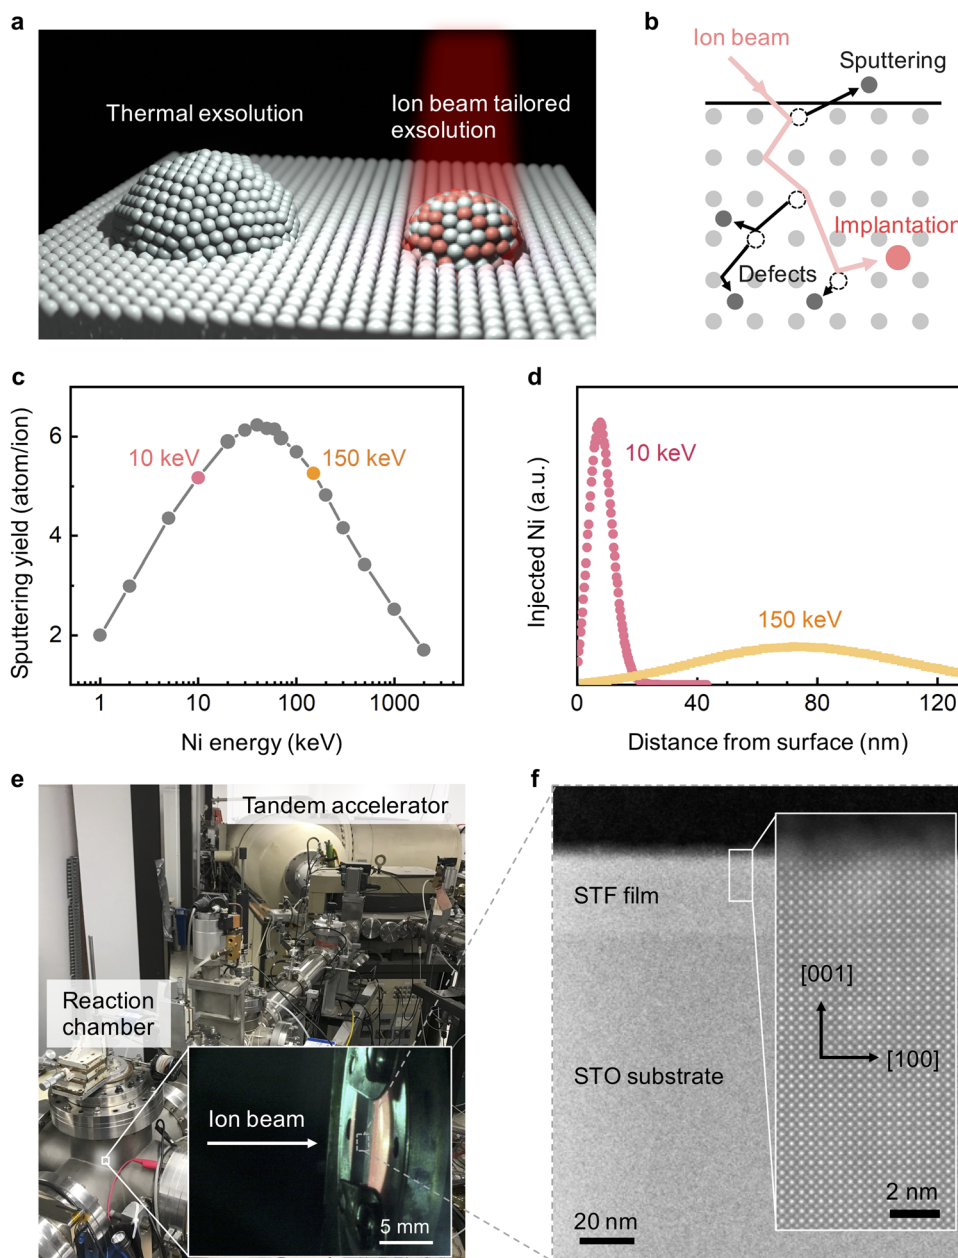 a
Thermal exsolution
Ion beam tailored
exsolution
b
Ion beam
Sputtering
Implantation
Defects
c
Sputtering yield (atom/ion)
6
4
2
10 keV
150 keV
1
10
100
1000
Ni energy (keV)
d
Injected Ni (a.u.)
10 keV
150 keV
0
40
80
120
Distance from surface (nm)
e
Tandem accelerator
Reaction
chamber
Ion beam
5 mm
f
STF film
STO substrate
20 nm
[001]
[100]
2 nm